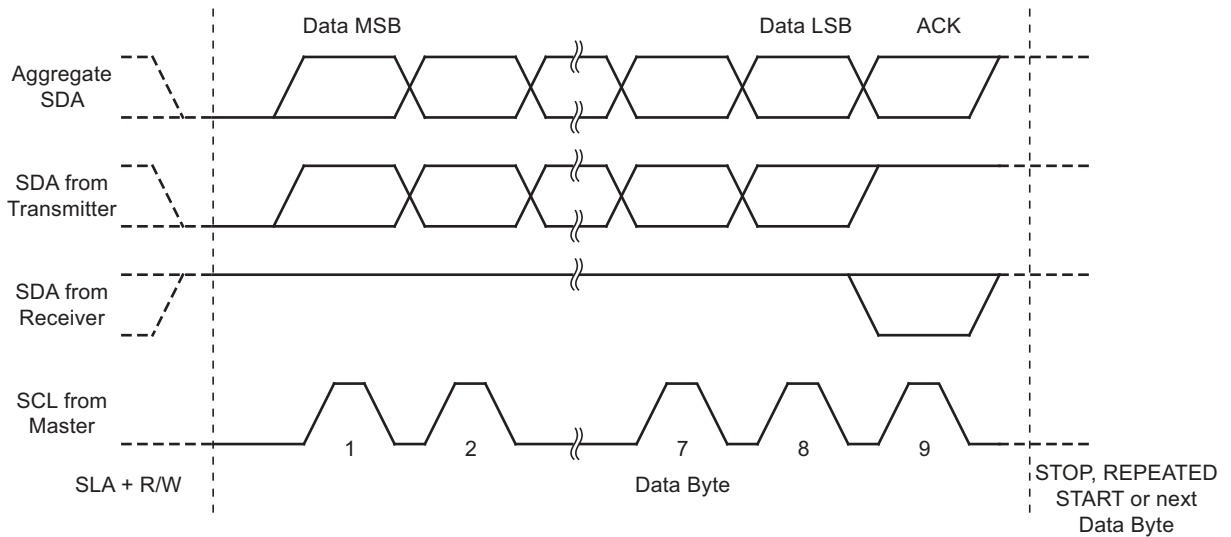 Data MSB
Data LSB
ACK
Aggregate
SDA
SDA from
Transmitter
SDA from
Receiver
SCL from
Master
1
2
7
8
9
SLA + R/W
Data Byte
STOP, REPEATED
START or next
Data Byte